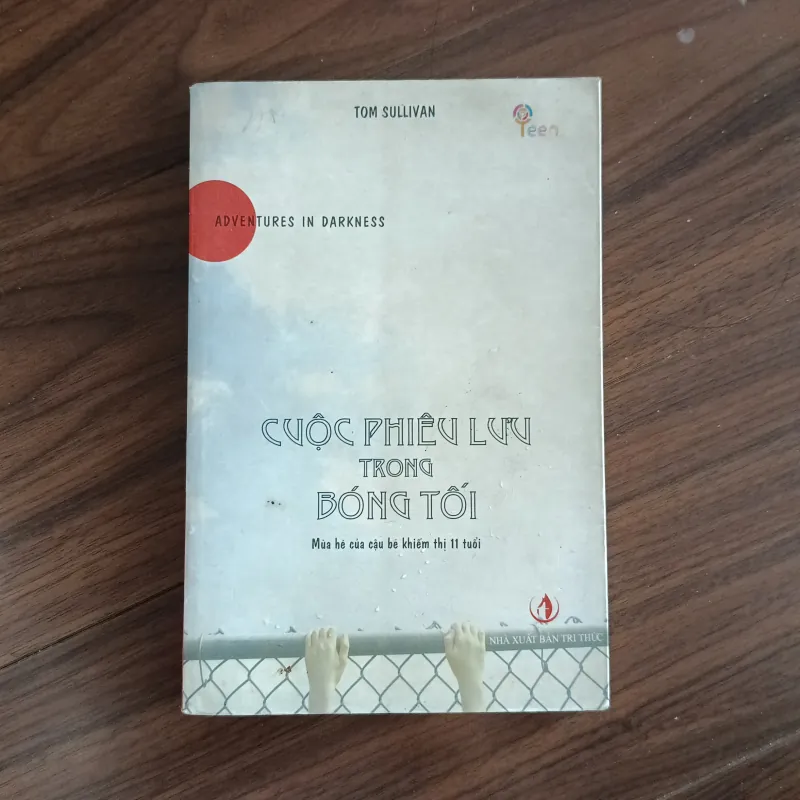 TOM SULLIVAN
Teen
ADVENTURES IN DARKNESS
CUỘC PHIÊU LƯU
TRONG
BÓNG TỐI
Mùa hè của cậu bé khiếm thị 11 tuổi
NHÀ XUẤT BẢN TRI THỨC